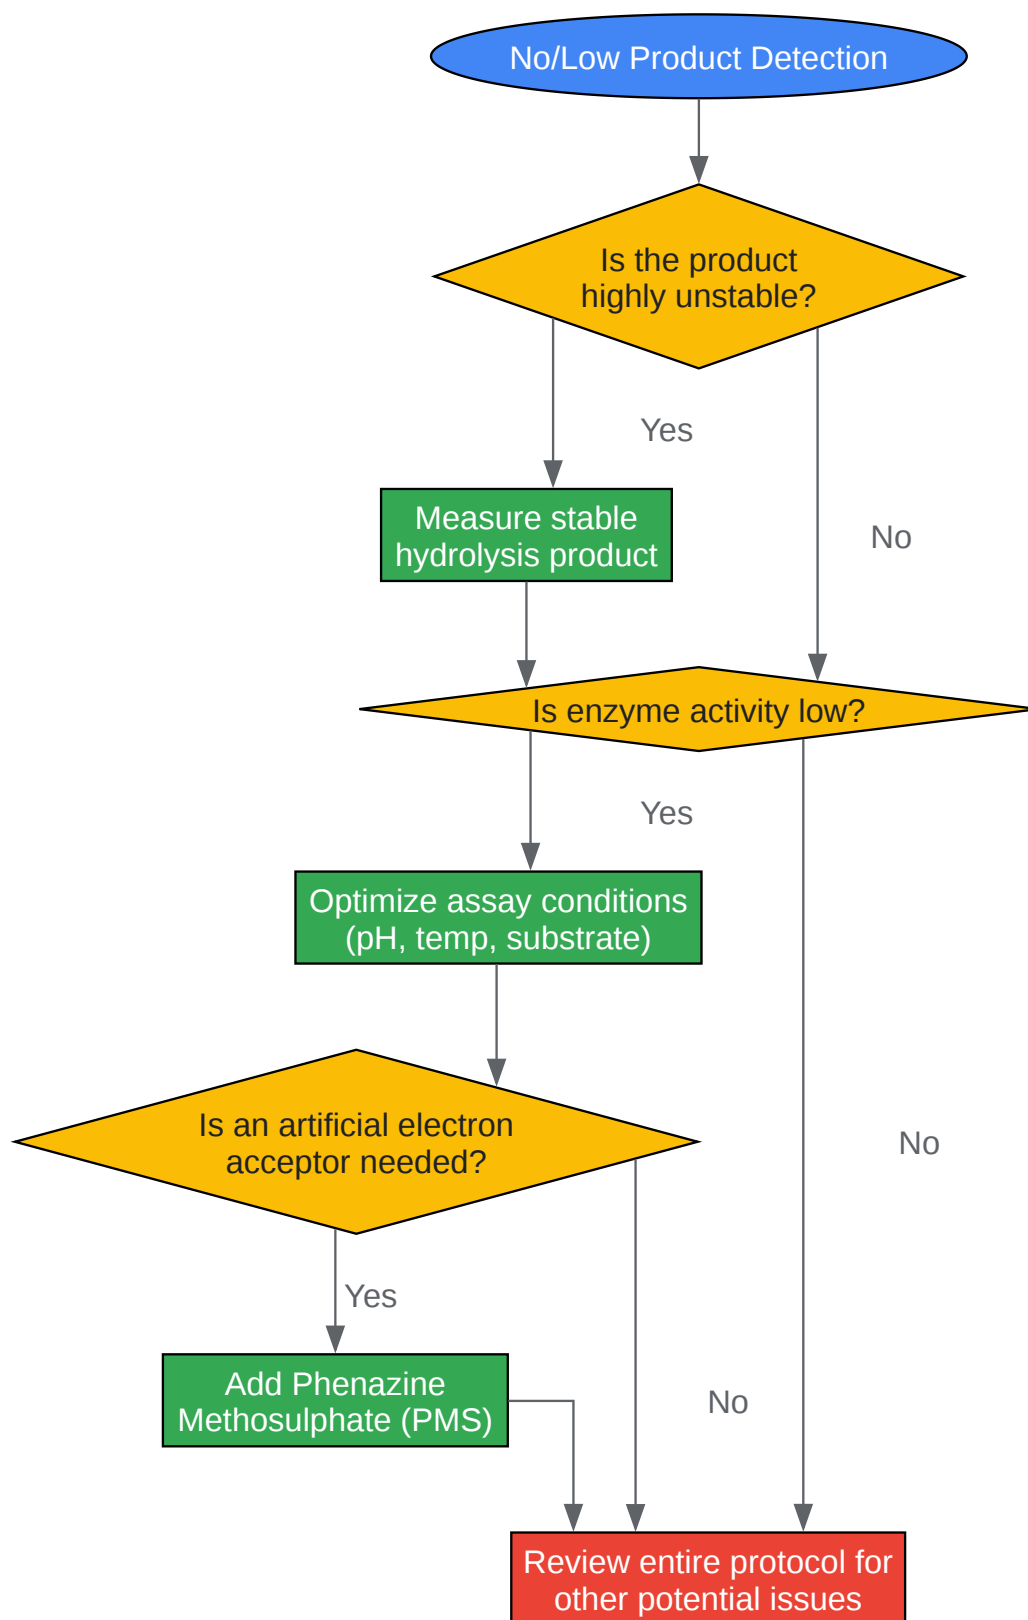 No/Low Product Detection
Is the product
highly unstable?
Yes
Measure stable
hydrolysis product
No
Is enzyme activity low?
Yes
Optimize assay conditions
(pH, temp, substrate)
Is an artificial electron
acceptor needed?
No
Yes
Add Phenazine
Methosulphate (PMS)
No
Review entire protocol for
other potential issues